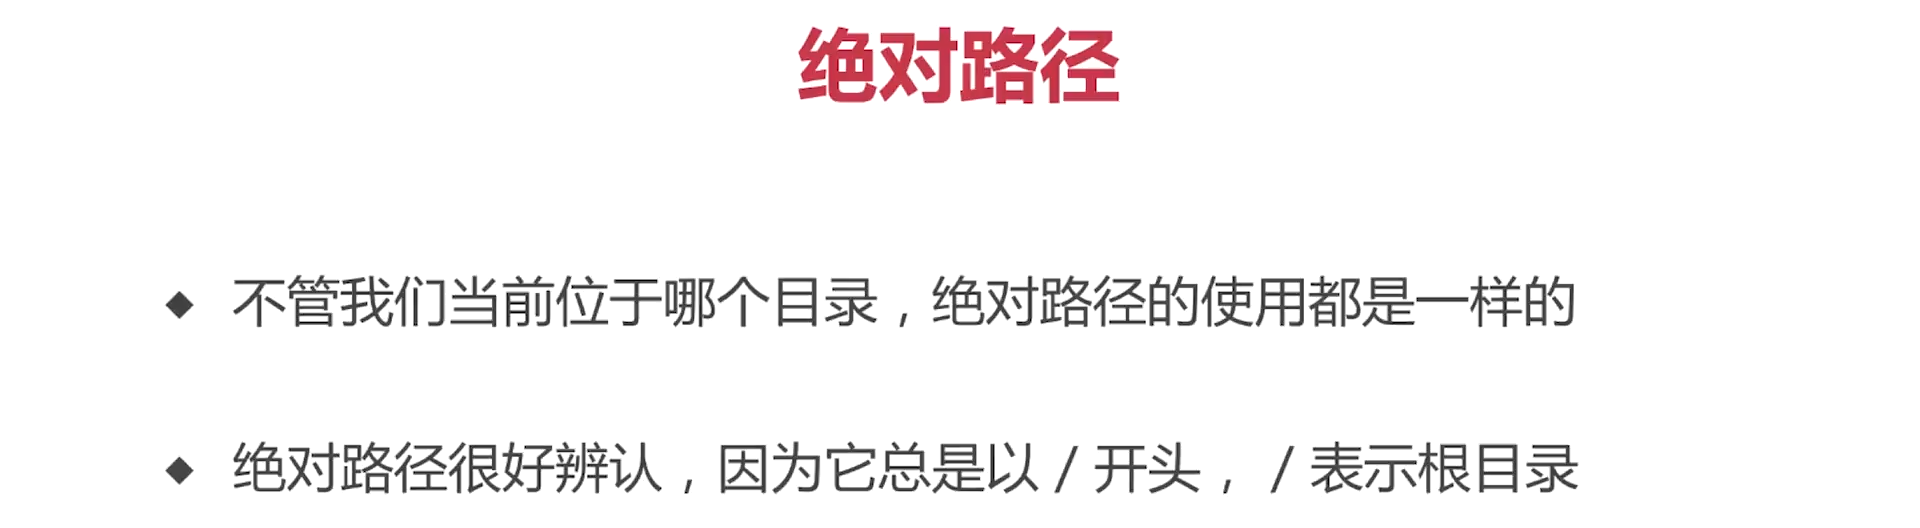 绝对路径
◆ 不管我们当前位于哪个目录，绝对路径的使用都是一样的
◆ 绝对路径很好辨认，因为它总是以 / 开头， / 表示根目录